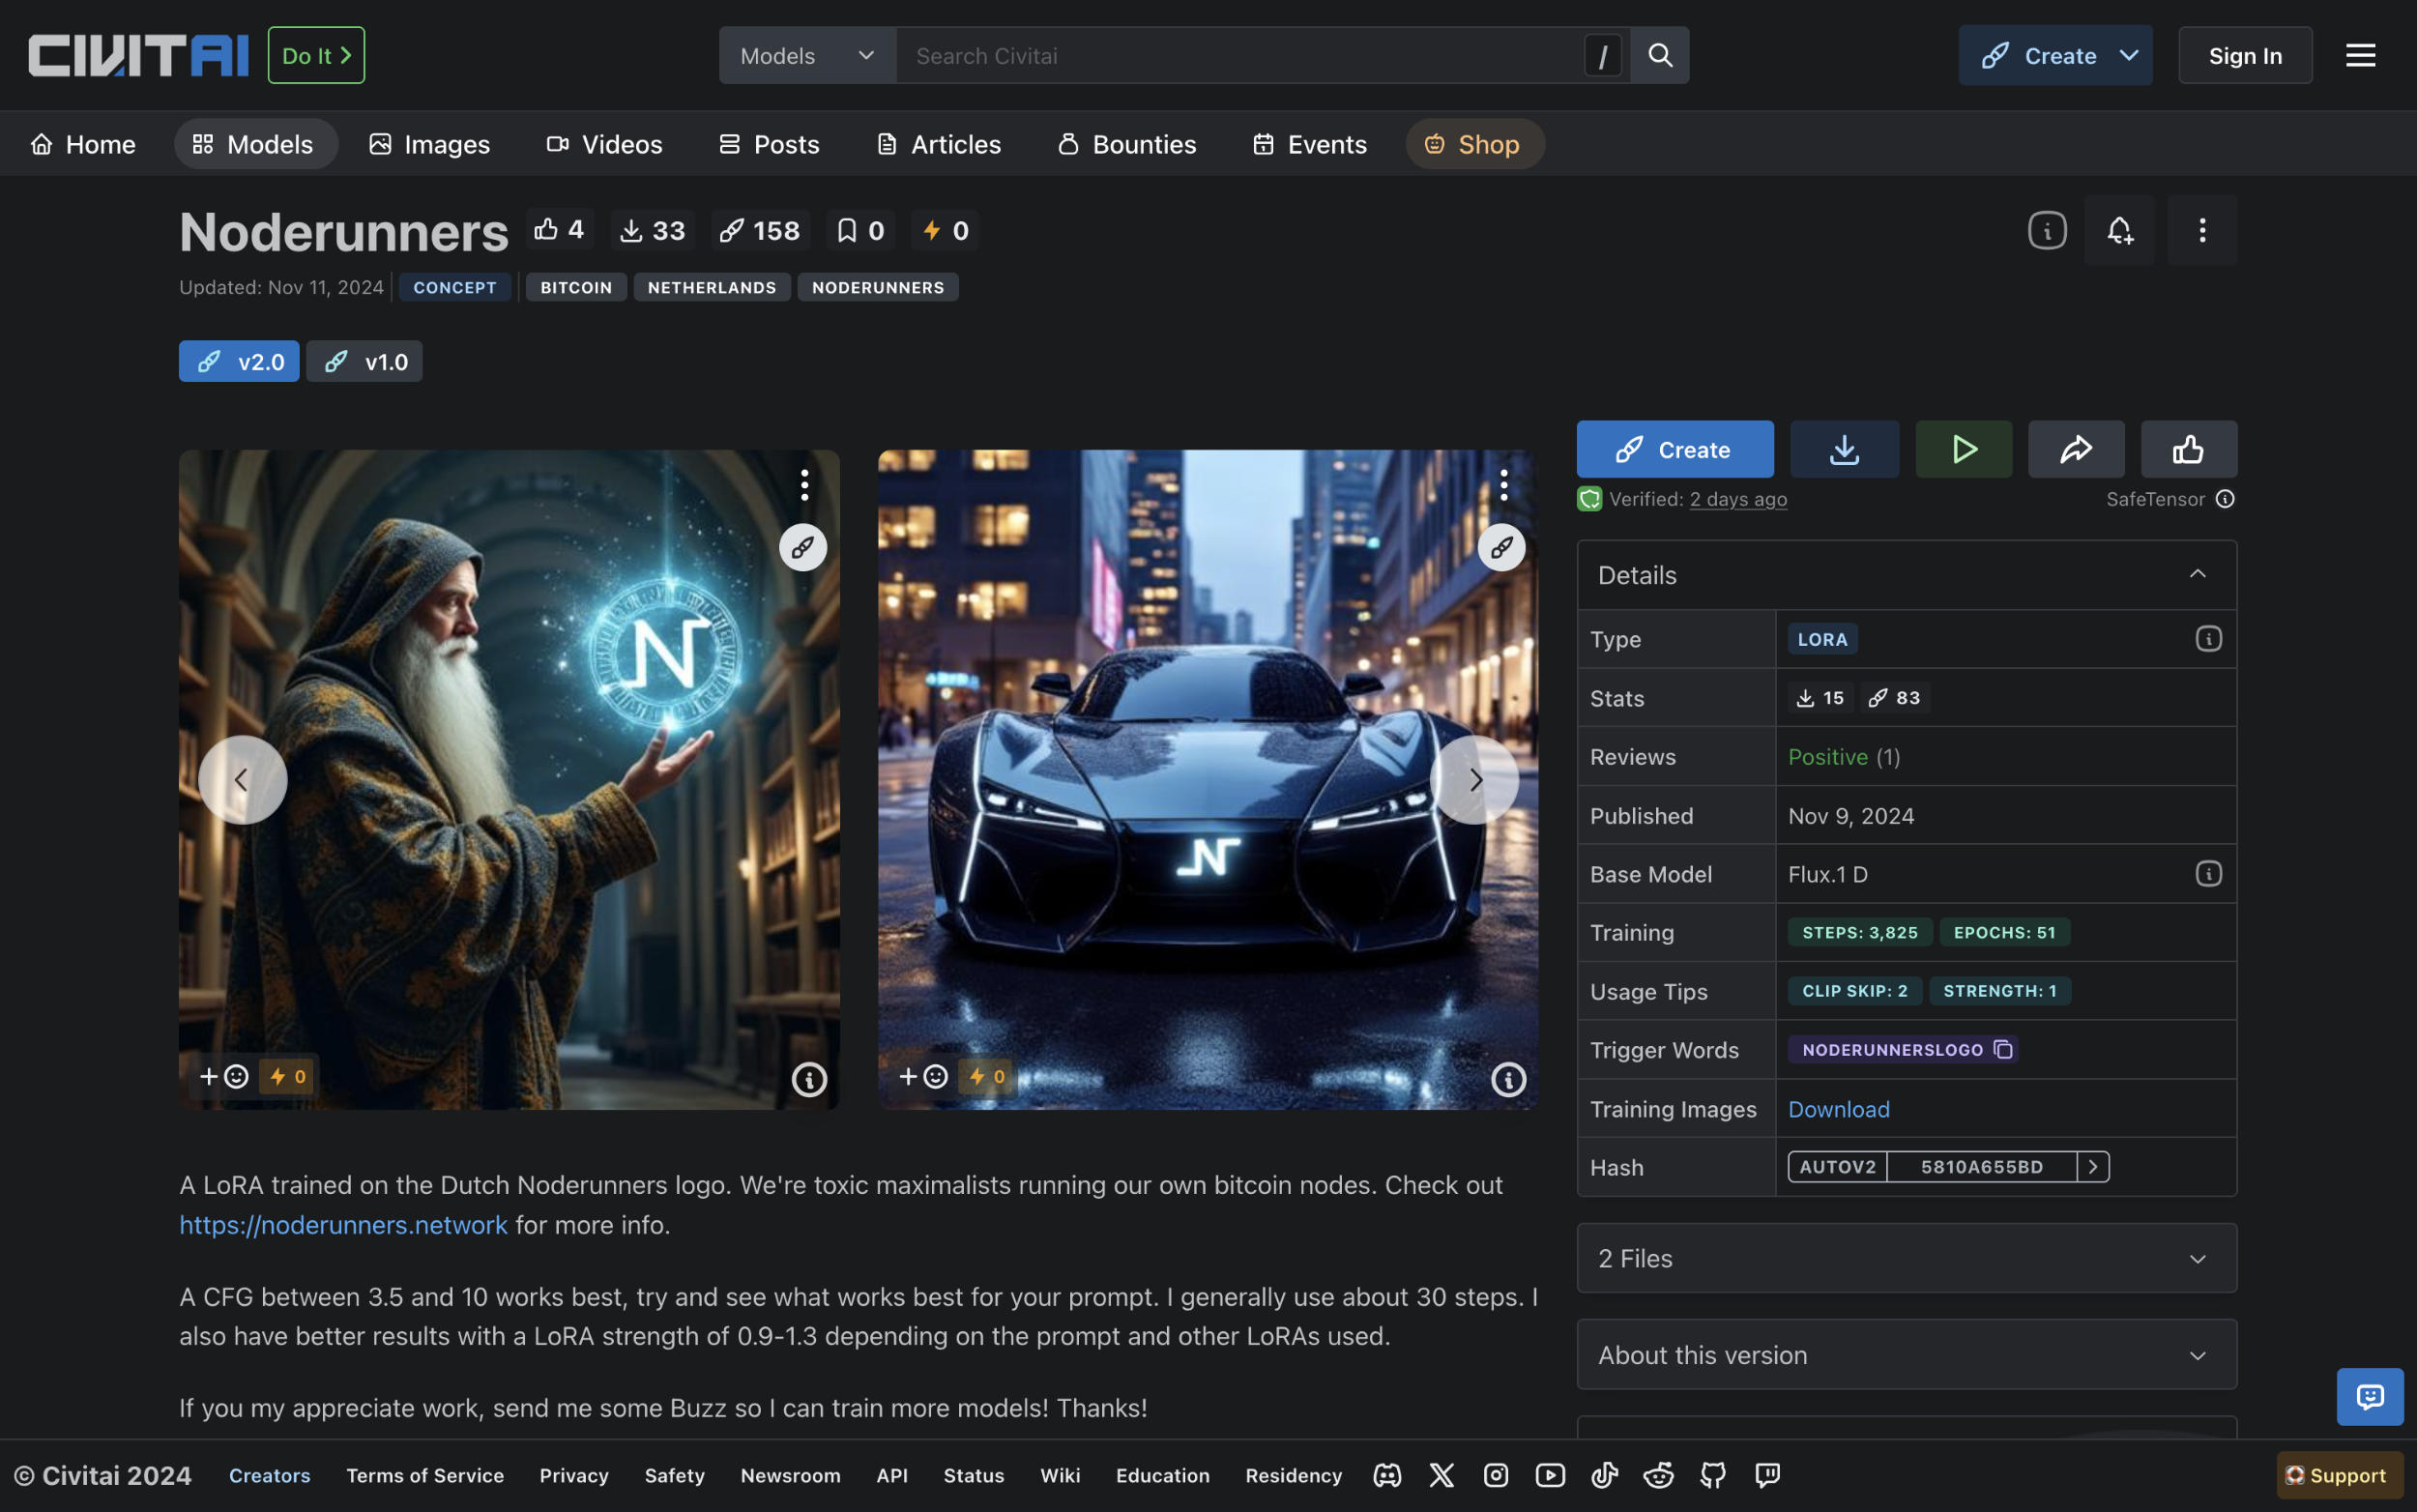 CIVITAI Do It Models Search Civitai / Create Sign In
Home Models Images Videos Posts Articles Bounties Events Shop
Noderunners 4 33 158 0 0
Updated: Nov 11, 2024 CONCEPT BITCOIN NETHERLANDS NODERUNNERS
v2.0 v1.0
N
N
0
0
A LoRA trained on the Dutch Noderunners logo. We're toxic maximalists running our own bitcoin nodes. Check out
https://noderunners.network for more info.
A CFG between 3.5 and 10 works best, try and see what works best for your prompt. I generally use about 30 steps. I
also have better results with a LoRA strength of 0.9-1.3 depending on the prompt and other LoRAs used.
If you my appreciate work, send me some Buzz so I can train more models! Thanks!
Create
Verified: 2 days ago SafeTensor
Details
Type LORA
Stats 15 83
Reviews Positive (1)
Published Nov 9, 2024
Base Model Flux.1 D
Training STEPS: 3,825 EPOCHS: 51
Usage Tips CLIP SKIP: 2 STRENGTH: 1
Trigger Words NODERUNNERSLOGO
Training Images Download
Hash AUTOV2 5810A655BD
2 Files
About this version
© Civitai 2024 Creators Terms of Service Privacy Safety Newsroom API Status Wiki Education Residency Support